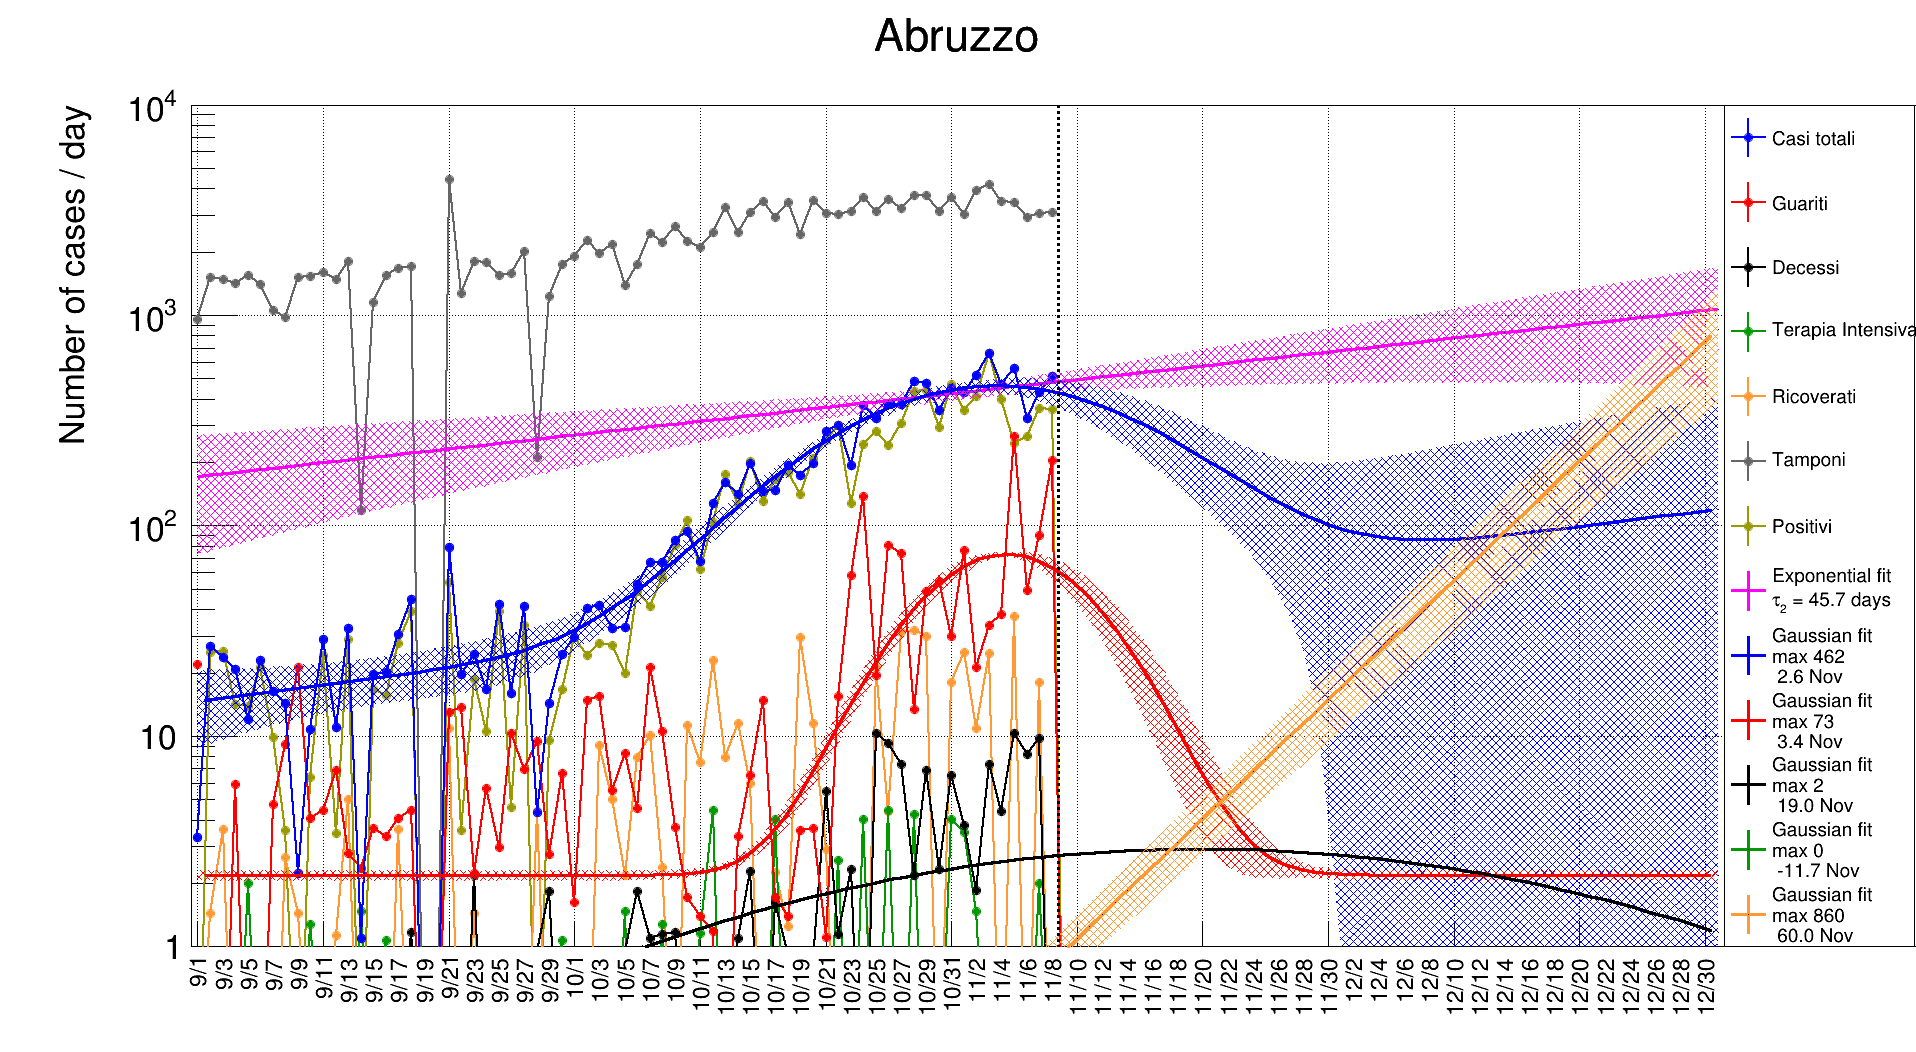 Abruzzo
Number of cases / day
10^4
10^3
10^2
10
1
9/1
9/3
9/5
9/7
9/9
9/11
9/13
9/15
9/17
9/19
9/21
9/23
9/25
9/27
9/29
10/1
10/3
10/5
10/7
10/9
10/11
10/13
10/15
10/17
10/19
10/21
10/23
10/25
10/27
10/29
10/31
11/2
11/4
11/6
11/8
11/10
11/12
11/14
11/16
11/18
11/20
11/22
11/24
11/26
11/28
11/30
12/2
12/4
12/6
12/8
12/10
12/12
12/14
12/16
12/18
12/20
12/22
12/24
12/26
12/28
12/30
Casi totali
Guariti
Decessi
Terapia Intensiva
Ricoverati
Tamponi
Positivi
Exponential fit
τ2 = 45.7 days
Gaussian fit
max 462
2.6 Nov
Gaussian fit
max 73
3.4 Nov
Gaussian fit
max 2
19.0 Nov
Gaussian fit
max 0
-11.7 Nov
Gaussian fit
max 860
60.0 Nov